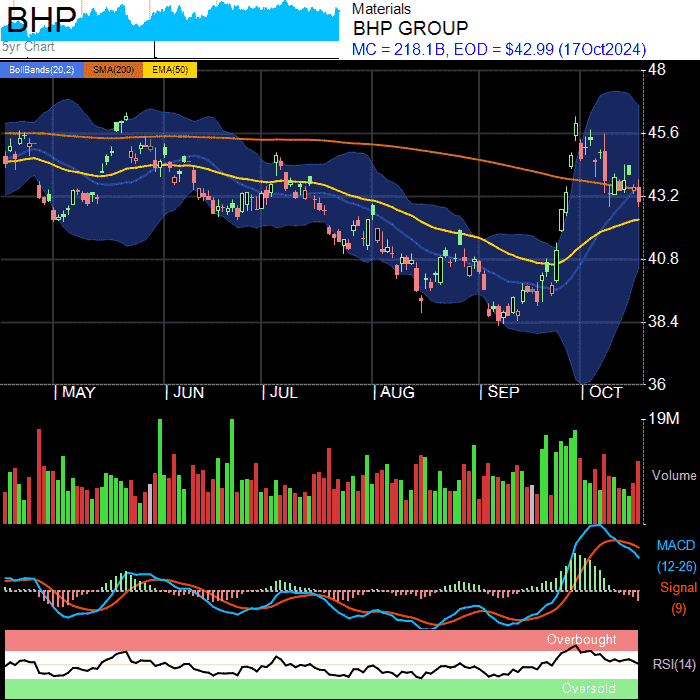 BHP
5yr Chart
Materials
BHP GROUP
MC = 218.1B, EOD = $42.99 (17Oct2024)
BollBands(20,2) SMA(200) EMA(50)
48
45.6
43.2
40.8
38.4
36
MAY JUN JUL AUG SEP OCT
19M
Volume
MACD
(12-26)
Signal
(9)
Overbought
RSI(14)
Oversold